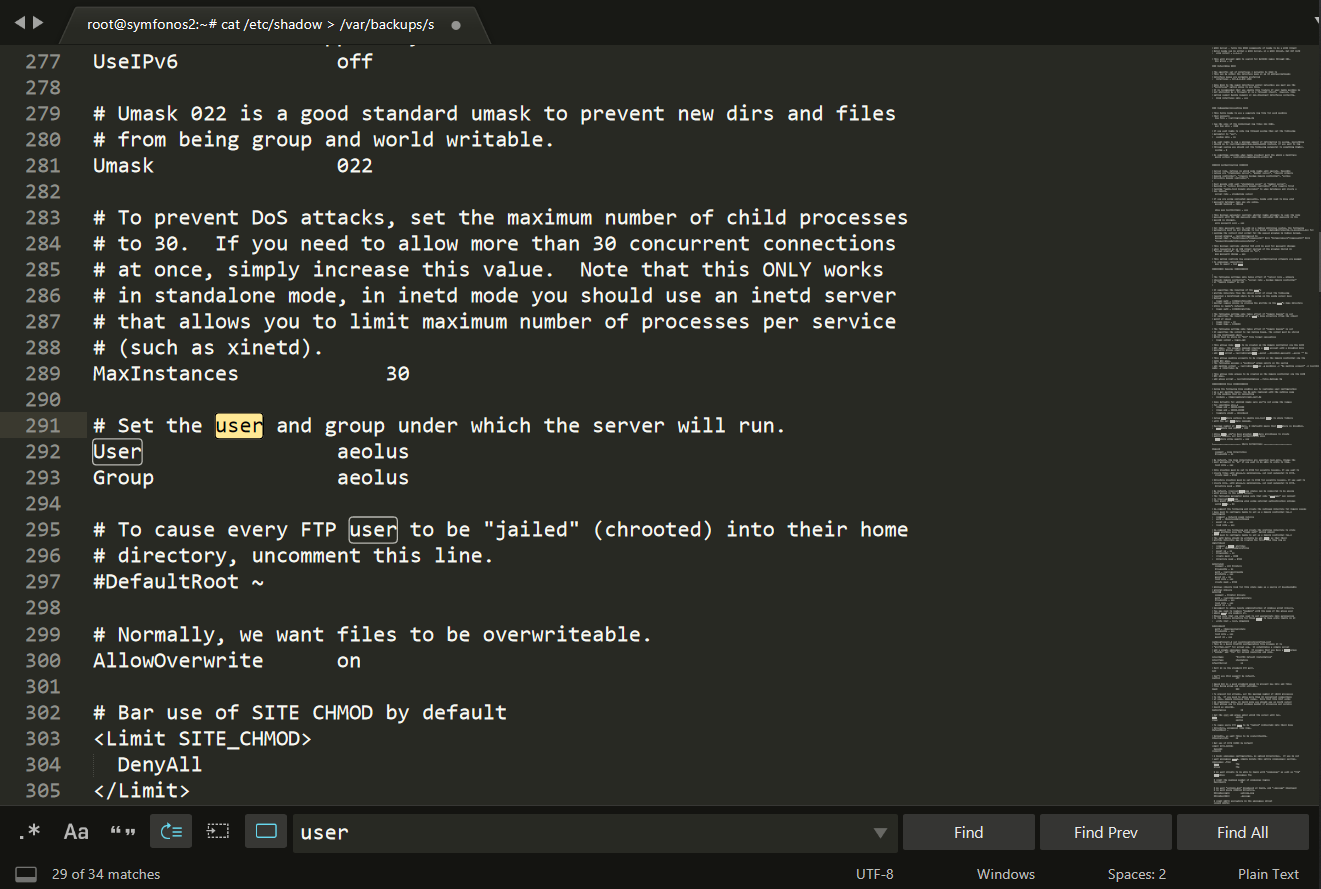 root@symfonos2:~# cat /etc/shadow > /var/backups/s
277 UseIPv6 off
278
279 # Umask 022 is a good standard umask to prevent new dirs and files
280 # from being group and world writable.
281 Umask 022
282
283 # To prevent DoS attacks, set the maximum number of child processes
284 # to 30.  If you need to allow more than 30 concurrent connections
285 # at once, simply increase this value.  Note that this ONLY works
286 # in standalone mode, in inetd mode you should use an inetd server
287 # that allows you to limit maximum number of processes per service
288 # (such as xinetd).
289 MaxInstances 30
290
291 # Set the user and group under which the server will run.
292 User aeolus
293 Group aeolus
294
295 # To cause every FTP user to be "jailed" (chrooted) into their home
296 # directory, uncomment this line.
297 #DefaultRoot ~
298
299 # Normally, we want files to be overwriteable.
300 AllowOverwrite on
301
302 # Bar use of SITE CHMOD by default
303 <Limit SITE_CHMOD>
304 DenyAll
305 </Limit>
.* Aa “” user Find Find Prev Find All
29 of 34 matches UTF-8 Windows Spaces: 2 Plain Text